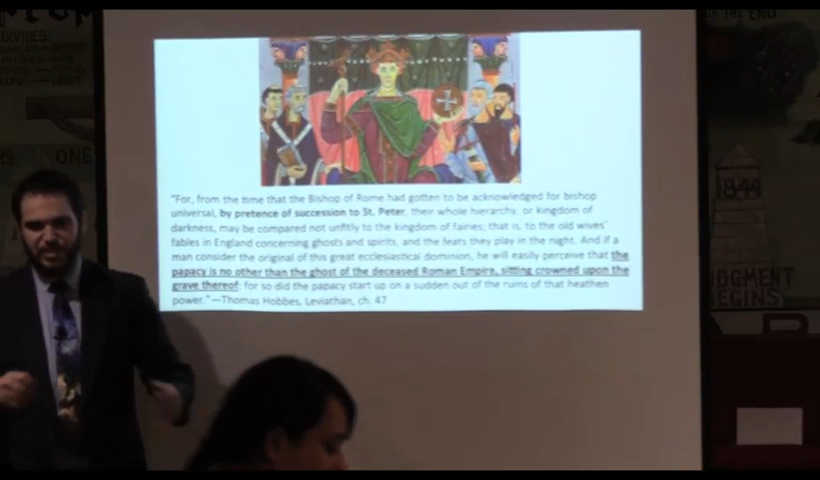 DIVIDES:
ONE
"For, from the time that the Bishop of Rome had gotten to be acknowledged for bishop
universal, by pretence of succession to St. Peter, their whole hierarchy, or kingdom of
darkness, may be compared not unfitly to the kingdom of fairies; that is, to the old wives'
fables in England concerning ghosts and spirits, and the feats they play in the night. And if a
man consider the original of this great ecclesiastical dominion, he will easily perceive that the
papacy is no other than the ghost of the deceased Roman Empire, sitting crowned upon the
grave thereof: for so did the papacy start up on a sudden out of the ruins of that heathen
power."—Thomas Hobbes, Leviathan, ch. 47
THE END
1844
JUDGMENT
BEGINS